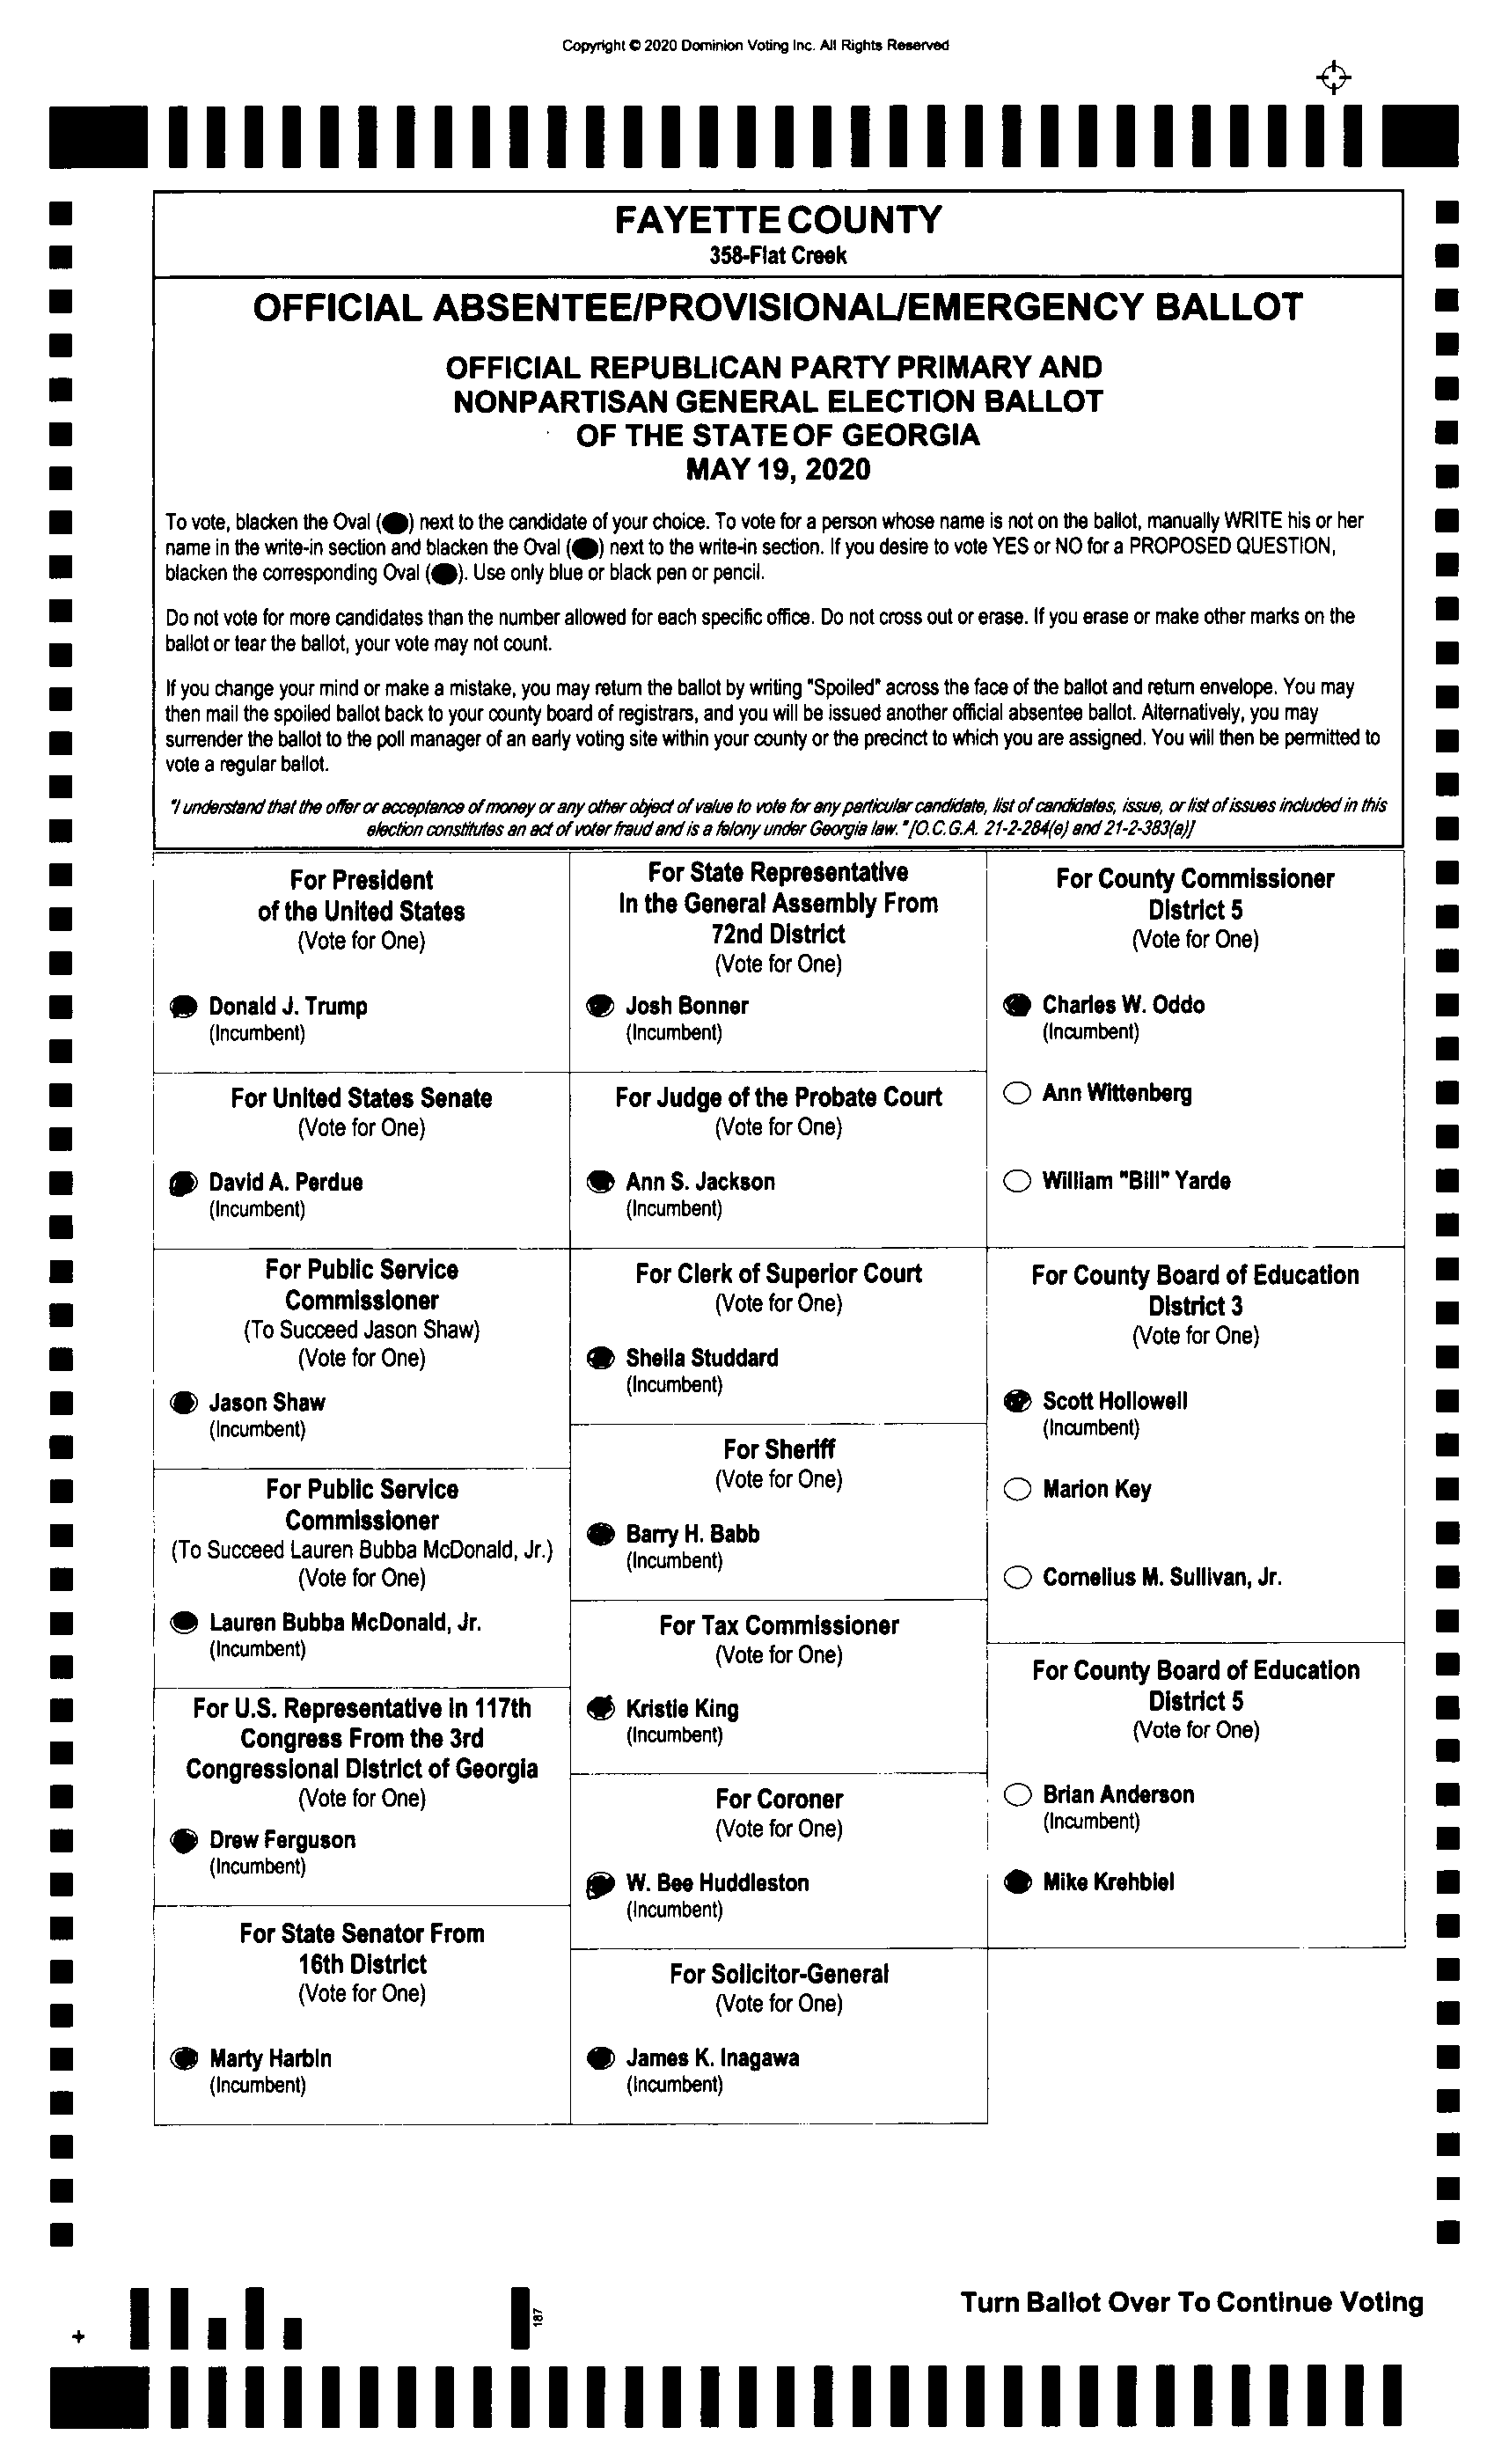 Copyright © 2020 Dominion Voting Inc. All Rights Reserved
FAYETTE COUNTY
358-Flat Creek
OFFICIAL ABSENTEE/PROVISIONAL/EMERGENCY BALLOT
OFFICIAL REPUBLICAN PARTY PRIMARY AND
NONPARTISAN GENERAL ELECTION BALLOT
OF THE STATE OF GEORGIA
MAY 19, 2020
To vote, blacken the Oval (⬬) next to the candidate of your choice. To vote for a person whose name is not on the ballot, manually WRITE his or her
name in the write-in section and blacken the Oval (⬬) next to the write-in section. If you desire to vote YES or NO for a PROPOSED QUESTION,
blacken the corresponding Oval (⬬). Use only blue or black pen or pencil.
Do not vote for more candidates than the number allowed for each specific office. Do not cross out or erase. If you erase or make other marks on the
ballot or tear the ballot, your vote may not count.
If you change your mind or make a mistake, you may return the ballot by writing "Spoiled" across the face of the ballot and return envelope. You may
then mail the spoiled ballot back to your county board of registrars, and you will be issued another official absentee ballot. Alternatively, you may
surrender the ballot to the poll manager of an early voting site within your county or the precinct to which you are assigned. You will then be permitted to
vote a regular ballot.
"I understand that the offer or acceptance of money or any other object of value to vote for any particular candidate, list of candidates, issue, or list of issues included in this
election constitutes an act of voter fraud and is a felony under Georgia law." [O.C.G.A. 21-2-284(e) and 21-2-383(a)]
For President
of the United States
(Vote for One)
Donald J. Trump
(Incumbent)
For United States Senate
(Vote for One)
David A. Perdue
(Incumbent)
For Public Service
Commissioner
(To Succeed Jason Shaw)
(Vote for One)
Jason Shaw
(Incumbent)
For Public Service
Commissioner
(To Succeed Lauren Bubba McDonald, Jr.)
(Vote for One)
Lauren Bubba McDonald, Jr.
(Incumbent)
For U.S. Representative in 117th
Congress From the 3rd
Congressional District of Georgia
(Vote for One)
Drew Ferguson
(Incumbent)
For State Senator From
16th District
(Vote for One)
Marty Harbin
(Incumbent)
For State Representative
In the General Assembly From
72nd District
(Vote for One)
Josh Bonner
(Incumbent)
For Judge of the Probate Court
(Vote for One)
Ann S. Jackson
(Incumbent)
For Clerk of Superior Court
(Vote for One)
Sheila Studdard
(Incumbent)
For Sheriff
(Vote for One)
Barry H. Babb
(Incumbent)
For Tax Commissioner
(Vote for One)
Kristie King
(Incumbent)
For Coroner
(Vote for One)
W. Bee Huddleston
(Incumbent)
For Solicitor-General
(Vote for One)
James K. Inagawa
(Incumbent)
For County Commissioner
District 5
(Vote for One)
Charles W. Oddo
(Incumbent)
Ann Wittenberg
William "Bill" Yarde
For County Board of Education
District 3
(Vote for One)
Scott Hollowell
(Incumbent)
Marion Key
Cornelius M. Sullivan, Jr.
For County Board of Education
District 5
(Vote for One)
Brian Anderson
(Incumbent)
Mike Krehbiel
Turn Ballot Over To Continue Voting
187
+